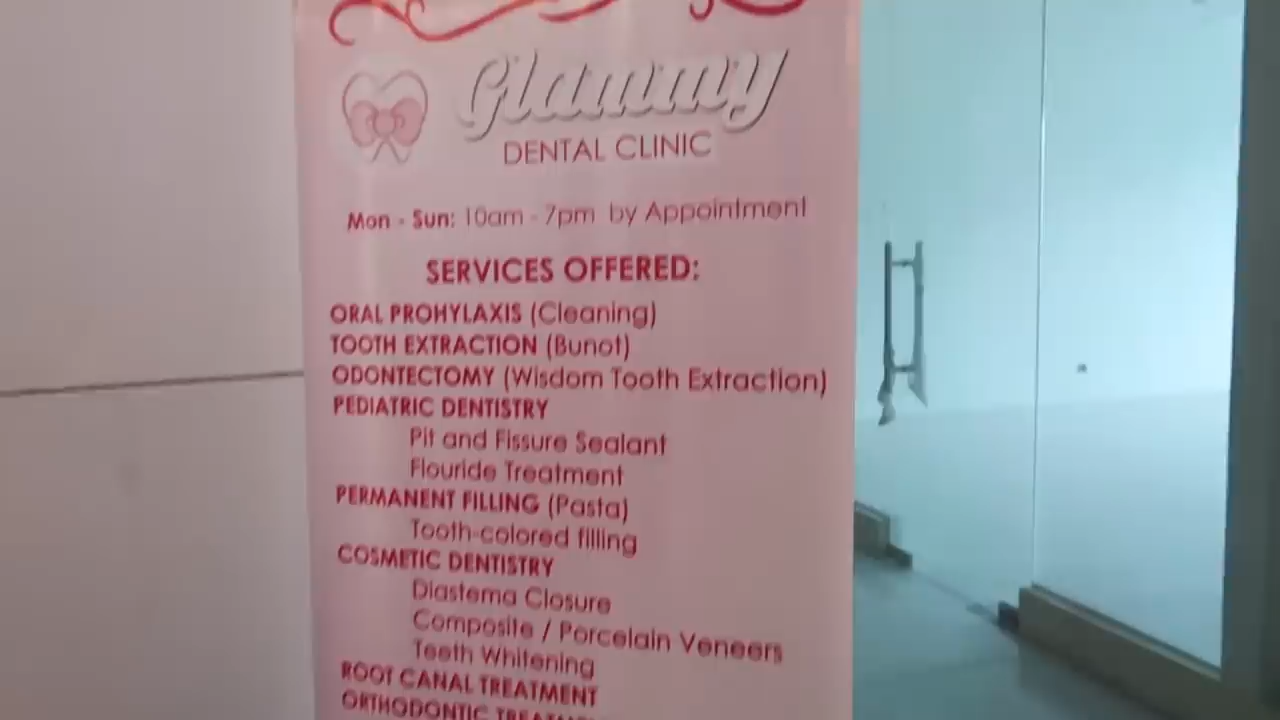 Glammy
DENTAL CLINIC
Mon - Sun: 10am - 7pm by Appointment
SERVICES OFFERED:
ORAL PROHYLAXIS (Cleaning)
TOOTH EXTRACTION (Bunot)
ODONTECTOMY (Wisdom Tooth Extraction)
PEDIATRIC DENTISTRY
Pit and Fissure Sealant
Flouride Treatment
PERMANENT FILLING (Pasta)
Tooth-colored filling
COSMETIC DENTISTRY
Diastema Closure
Composite / Porcelain Veneers
Teeth Whitening
ROOT CANAL TREATMENT
ORTHODONTIC